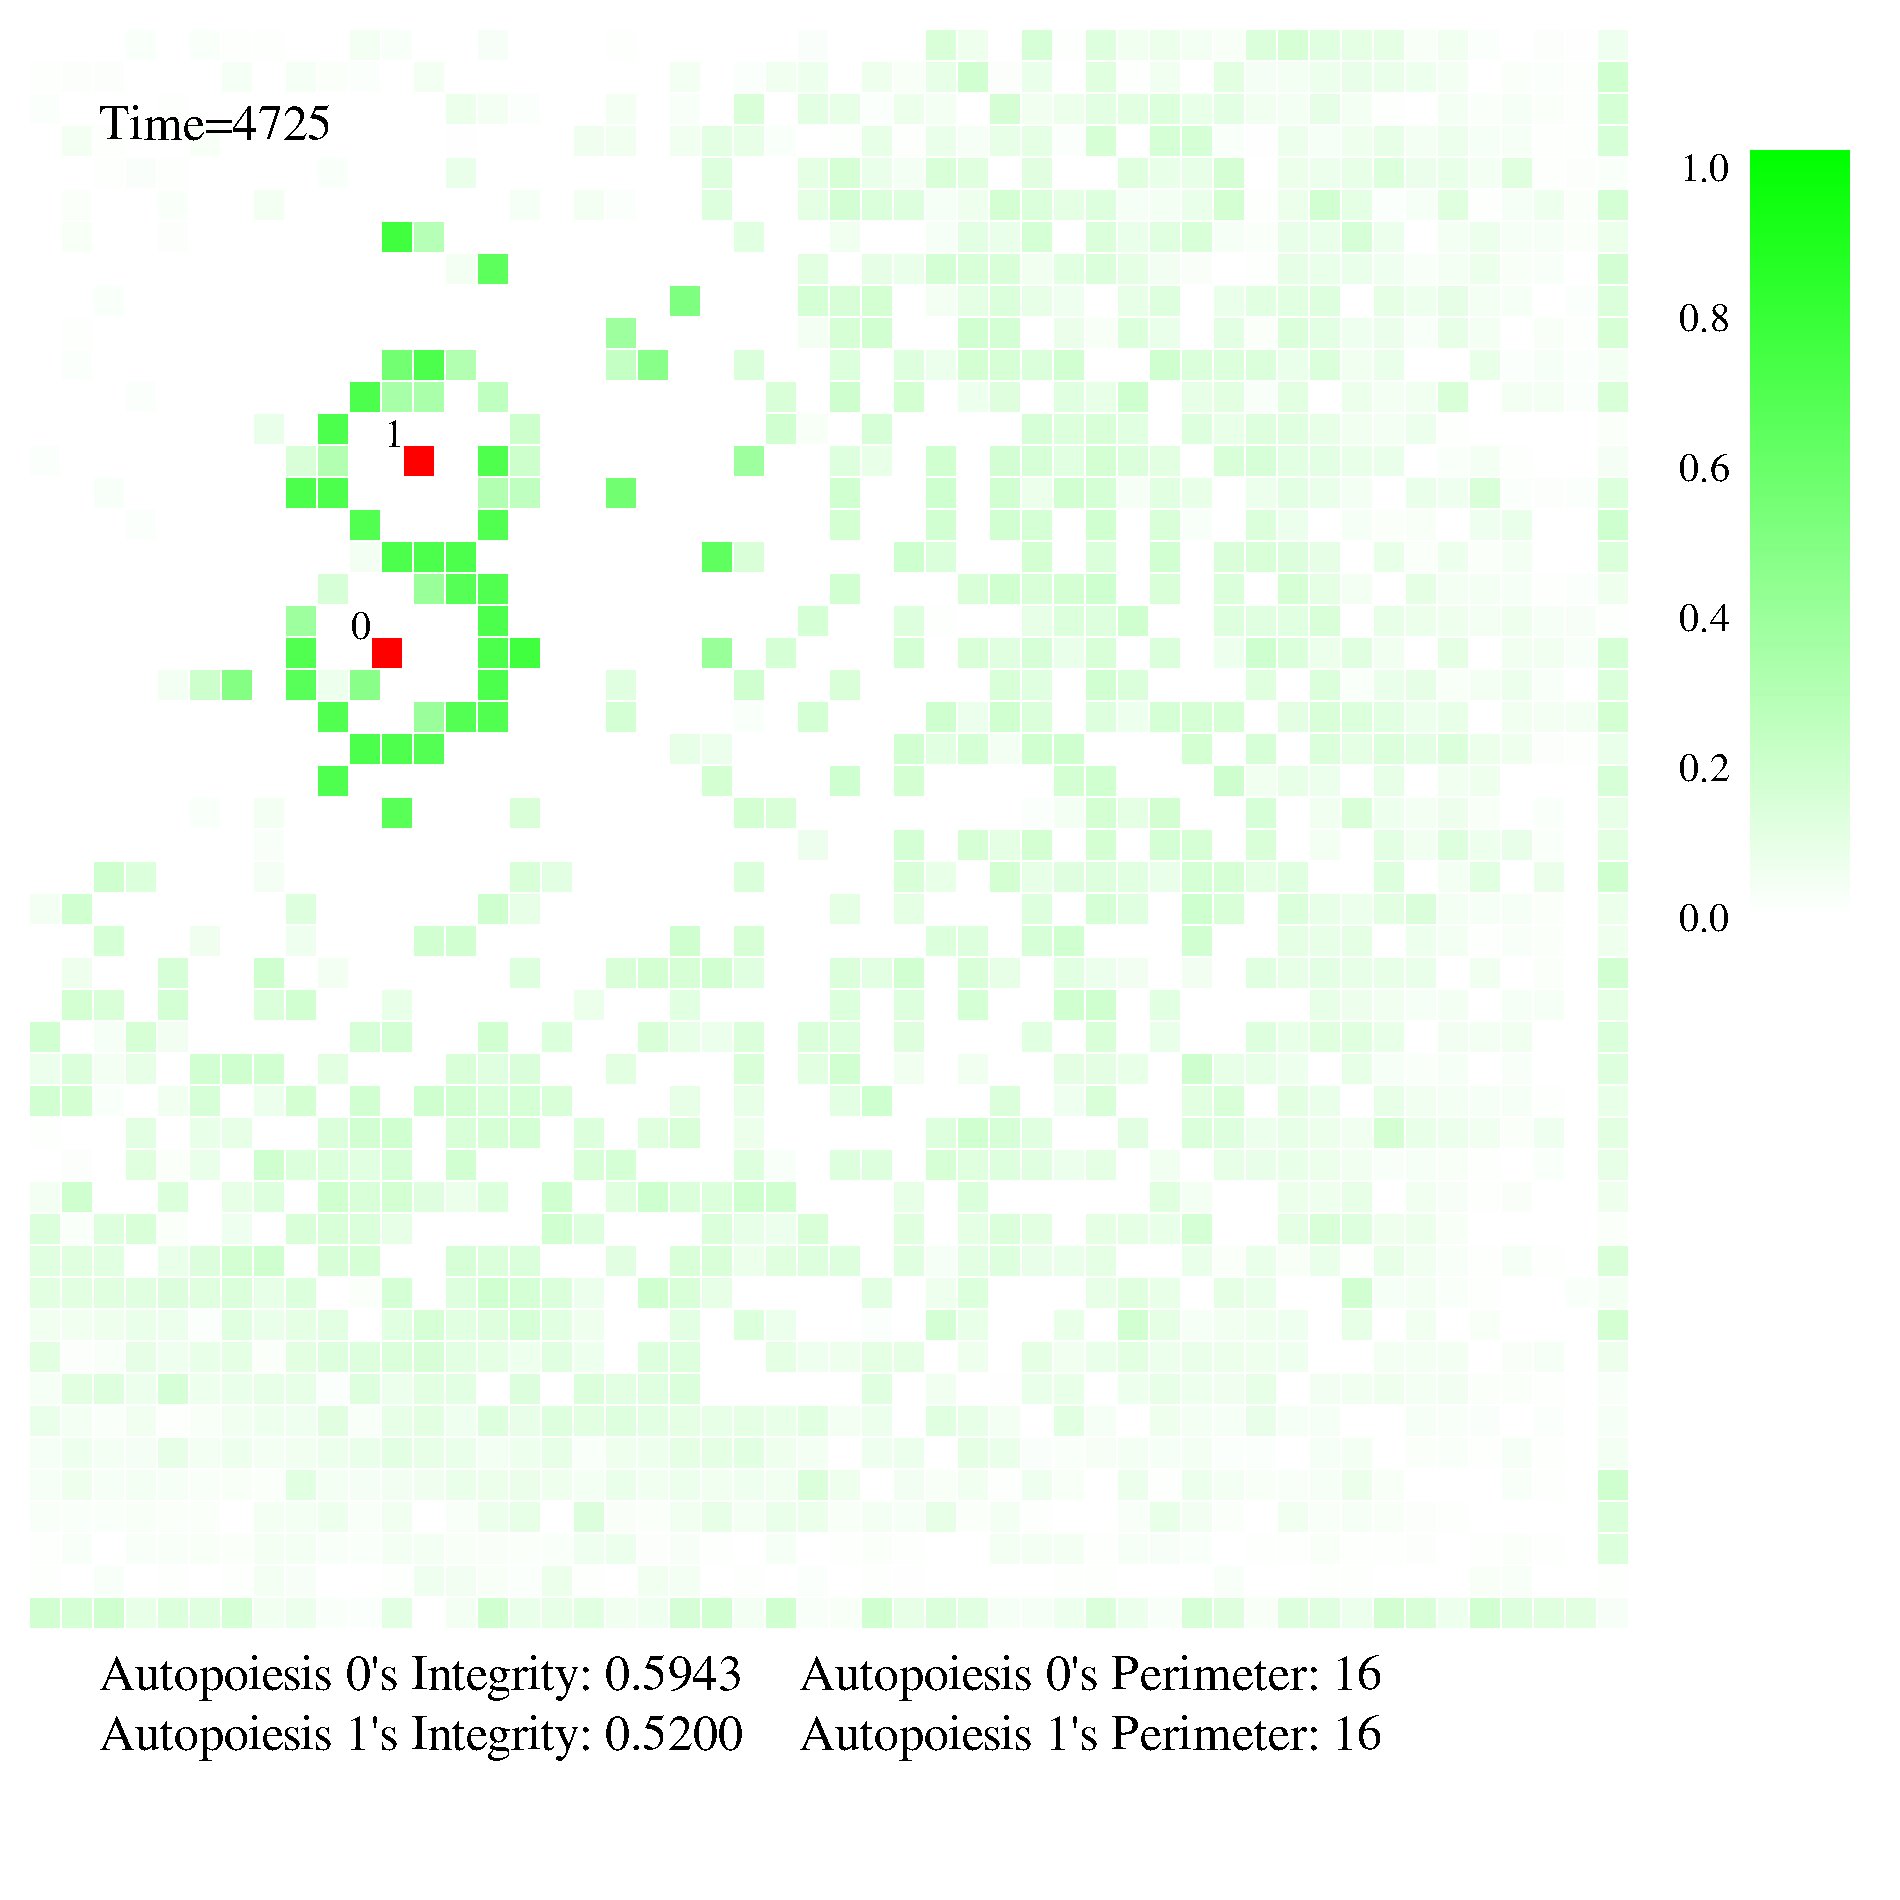 Time=4725
1.0
0.8
1
0.6
0
0.4
0.2
0.0
Autopoiesis 0's Integrity: 0.5943 Autopoiesis 0's Perimeter: 16
Autopoiesis 1's Integrity: 0.5200 Autopoiesis 1's Perimeter: 16